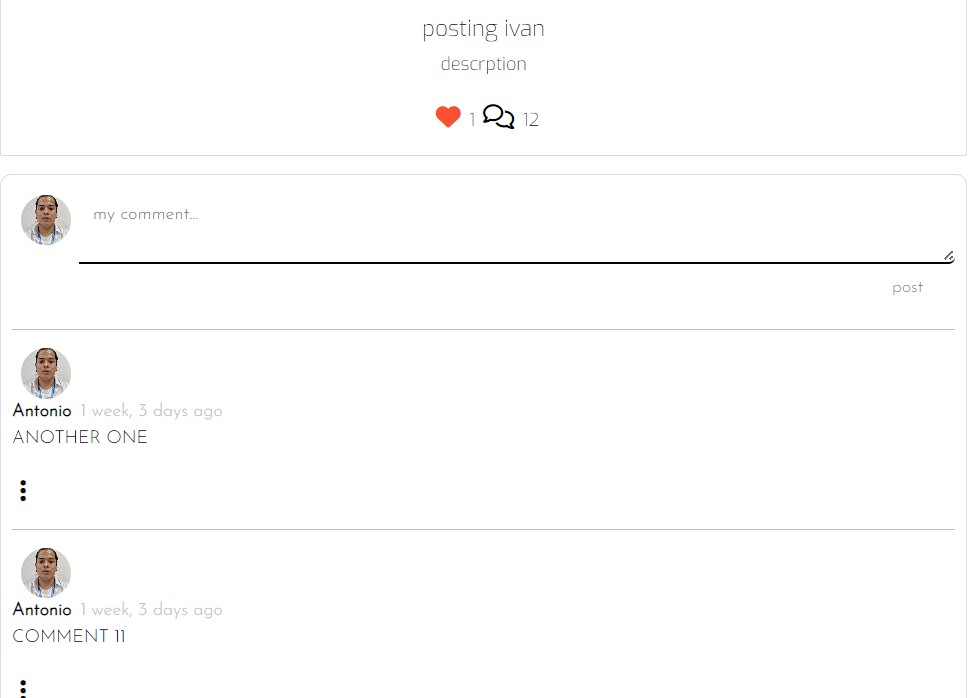 posting ivan
descrption
1 12
my comment...
post
Antonio 1 week, 3 days ago
ANOTHER ONE
Antonio 1 week, 3 days ago
COMMENT 11